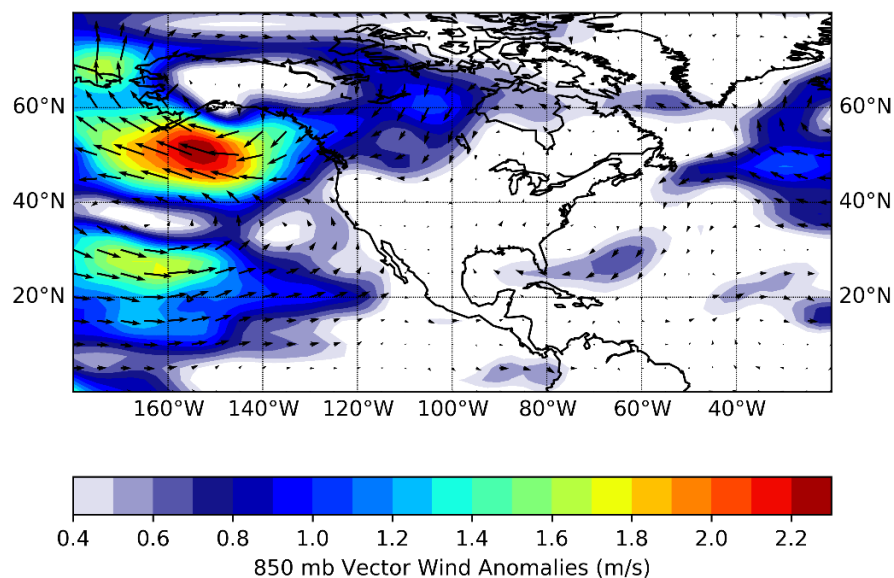 60°N 60°N
40°N 40°N
20°N 20°N
160°W 140°W 120°W 100°W 80°W 60°W 40°W
0.4 0.6 0.8 1.0 1.2 1.4 1.6 1.8 2.0 2.2
850 mb Vector Wind Anomalies (m/s)